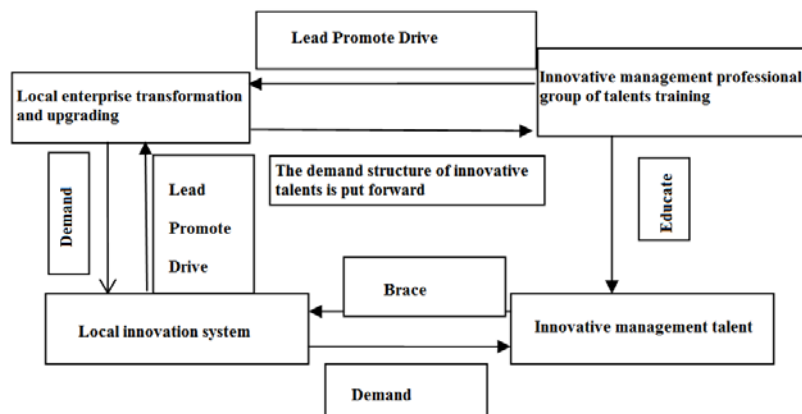 Lead Promote Drive
Local enterprise transformation
and upgrading
Innovative management professional
group of talents training
The demand structure of innovative
talents is put forward
Demand
Lead
Promote
Drive
Educate
Brace
Local innovation system
Innovative management talent
Demand